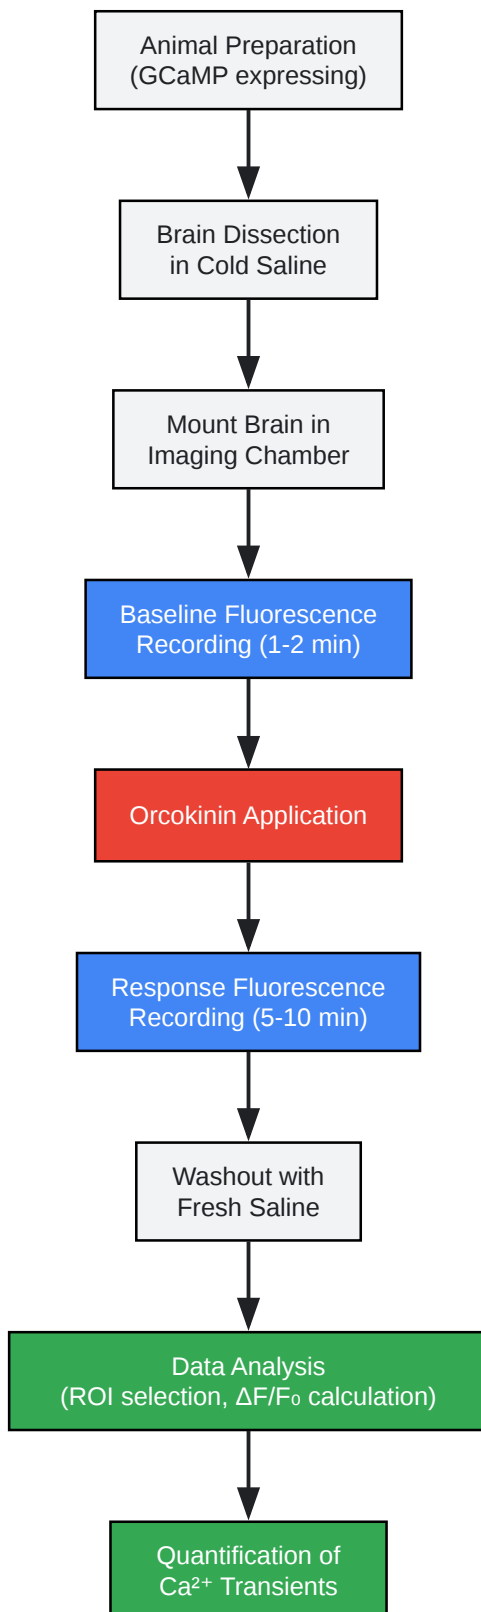 Animal Preparation
(GCaMP expressing)
Brain Dissection
in Cold Saline
Mount Brain in
Imaging Chamber
Baseline Fluorescence
Recording (1-2 min)
Orcokinin Application
Response Fluorescence
Recording (5-10 min)
Washout with
Fresh Saline
Data Analysis
(ROI selection, ΔF/F₀ calculation)
Quantification of
Ca²⁺ Transients